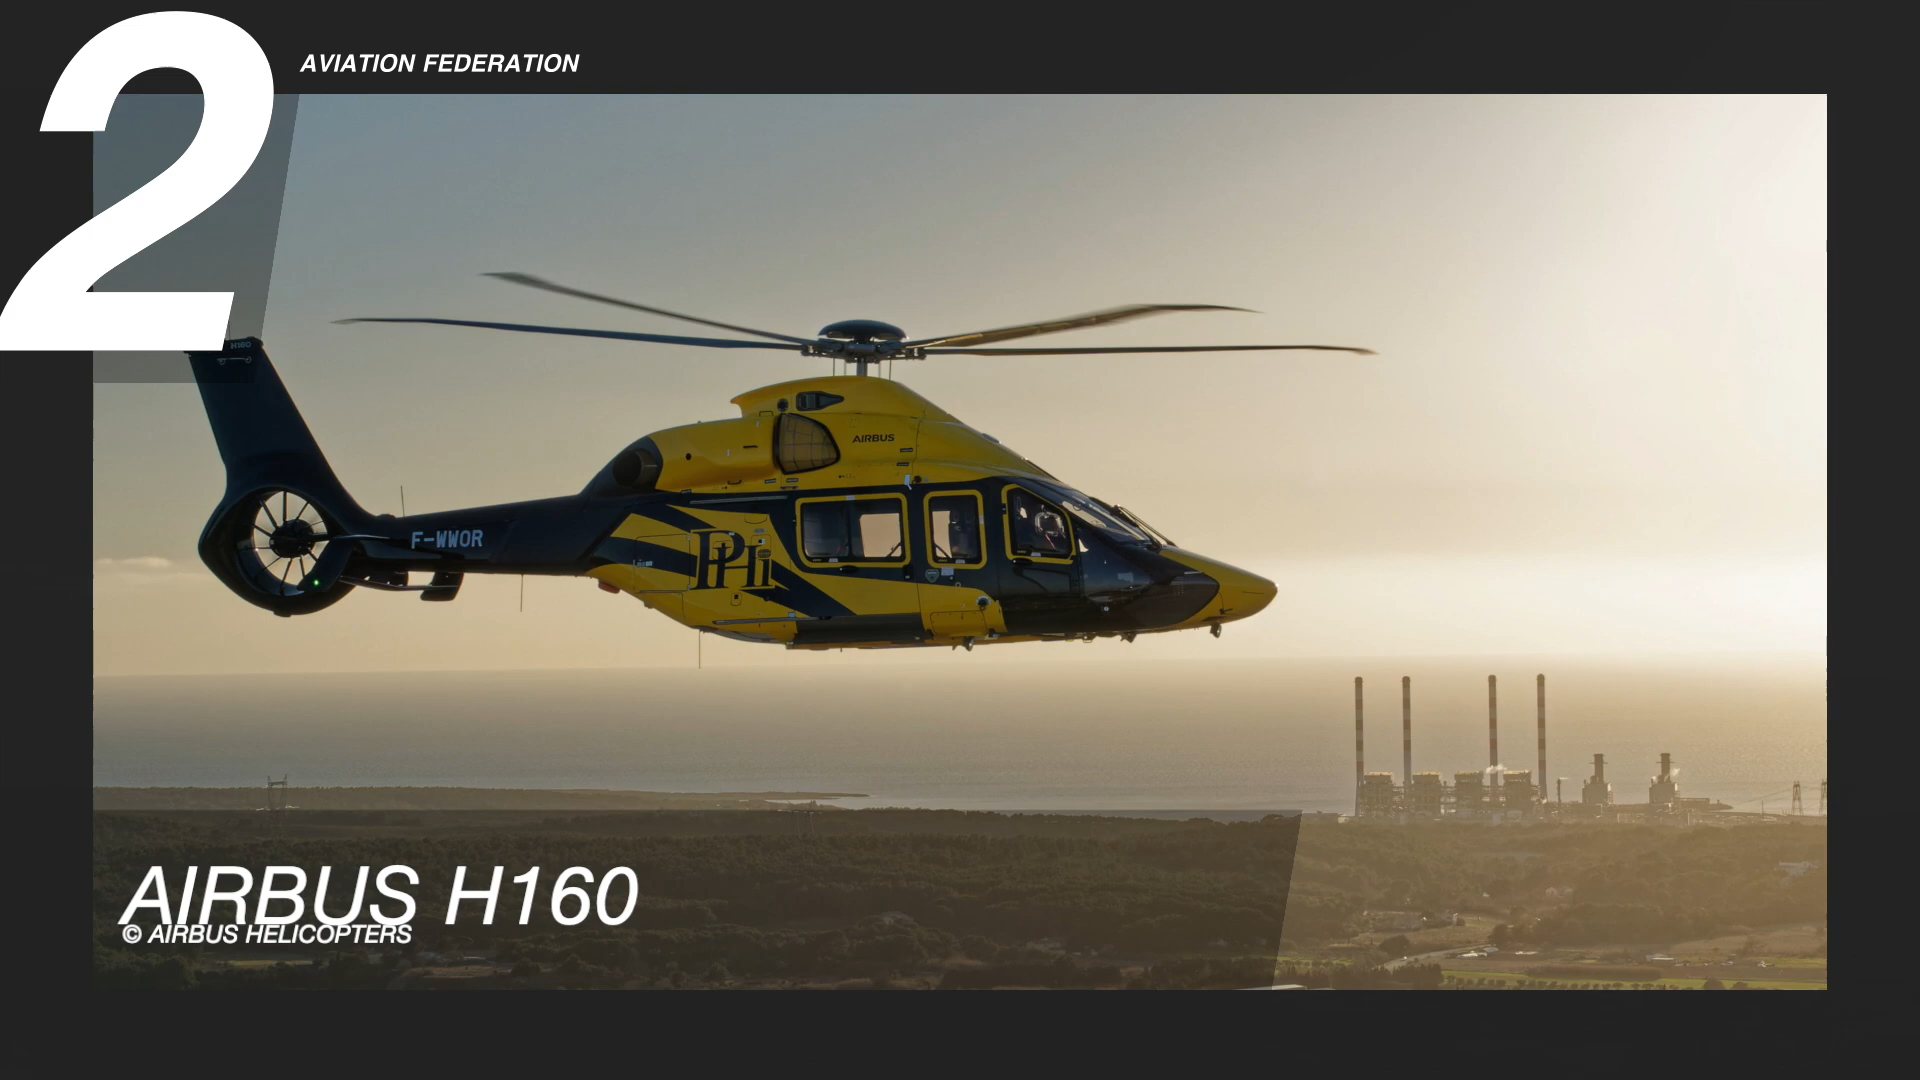 2
AVIATION FEDERATION
H160
AIRBUS
F-WWOR
PHi
AIRBUS H160
© AIRBUS HELICOPTERS